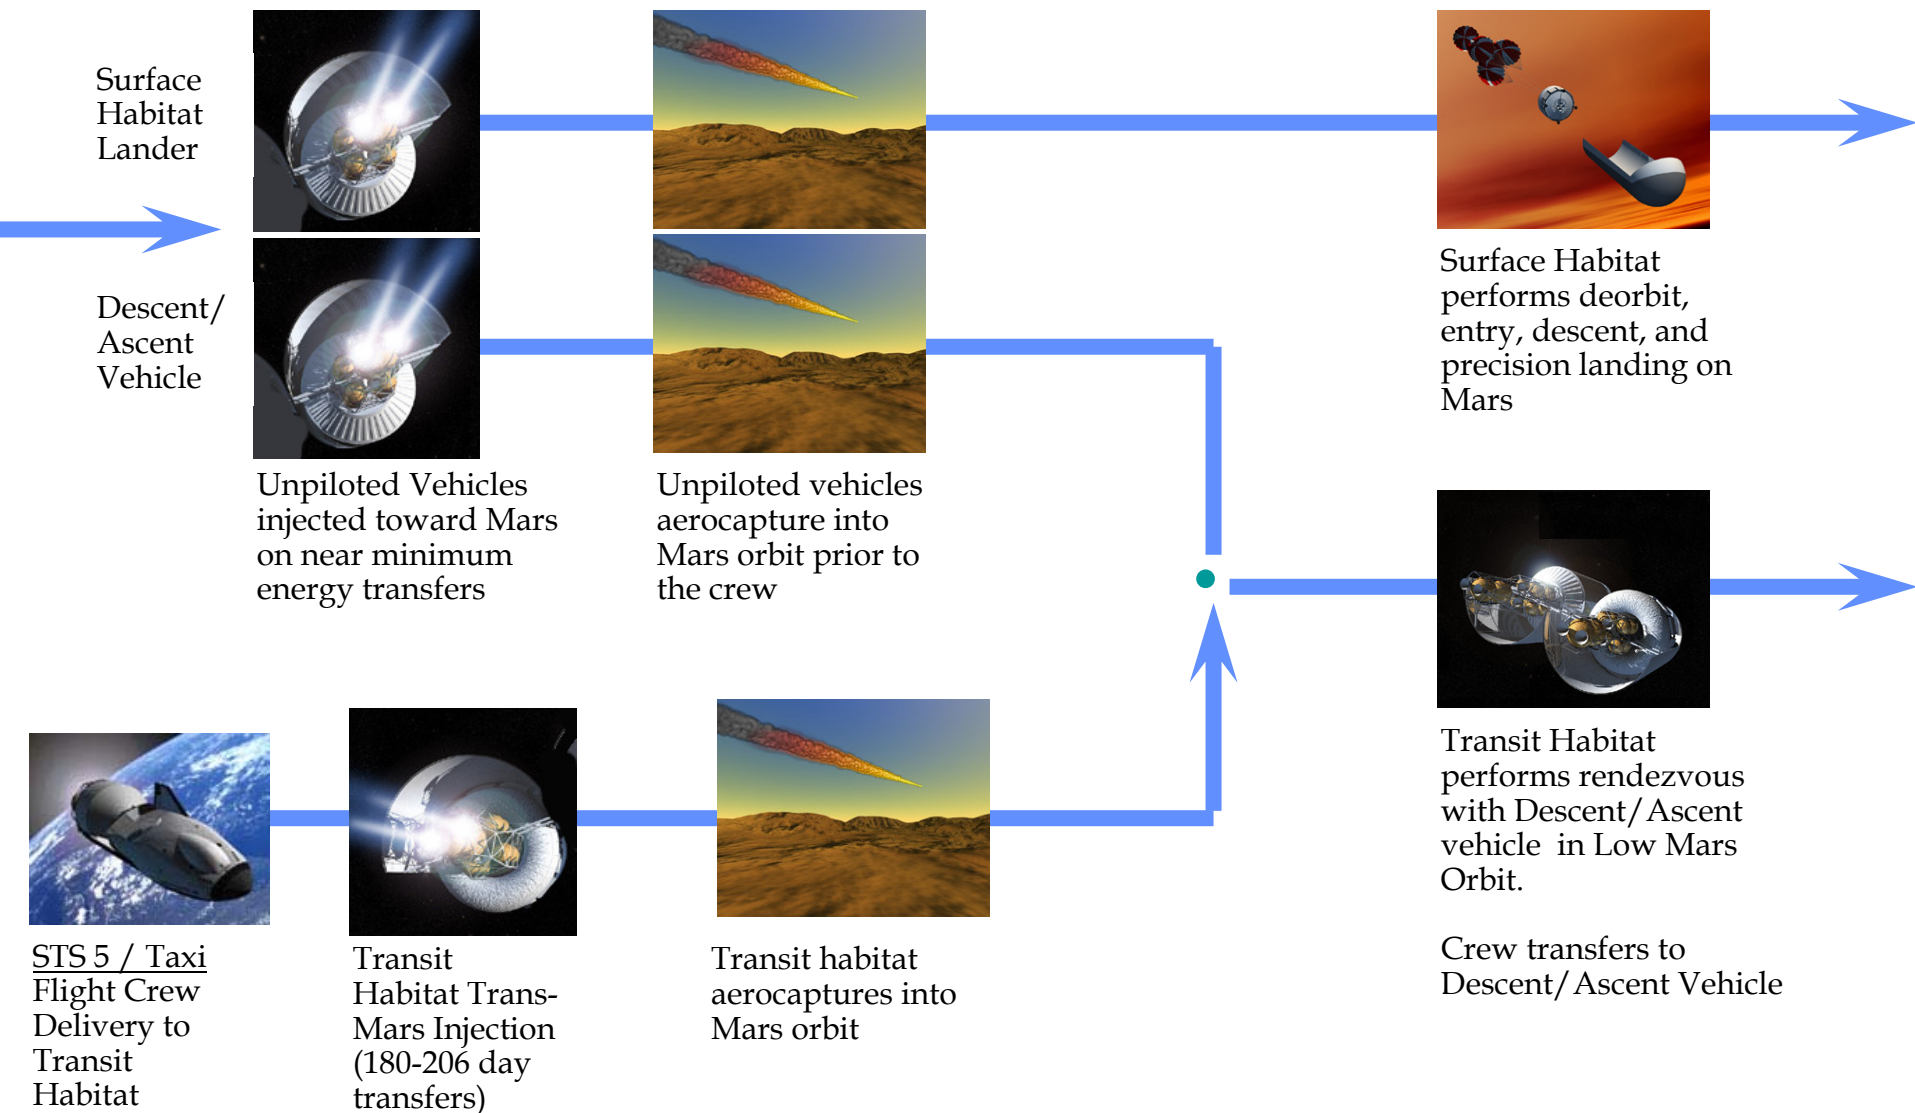 Surface
Habitat
Lander
Descent/
Ascent
Vehicle
Unpiloted Vehicles
injected toward Mars
on near minimum
energy transfers
Unpiloted vehicles
aerocapture into
Mars orbit prior to
the crew
Surface Habitat
performs deorbit,
entry, descent, and
precision landing on
Mars
Transit Habitat
performs rendezvous
with Descent/Ascent
vehicle  in Low Mars
Orbit.
Crew transfers to
Descent/Ascent Vehicle
STS 5 / Taxi
Flight Crew
Delivery to
Transit
Habitat
Transit
Habitat Trans-
Mars Injection
(180-206 day
transfers)
Transit habitat
aerocaptures into
Mars orbit